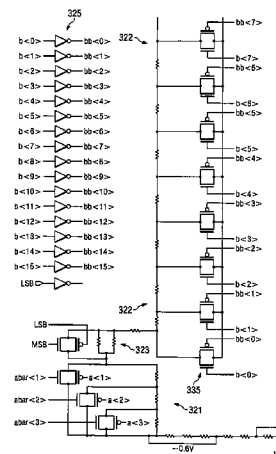 325
b<0> bb<0>
b<1> bb<1>
b<2> bb<2>
b<3> bb<3>
b<4> bb<4>
b<5> bb<5>
b<6> bb<6>
b<7> bb<7>
b<8> bb<8>
b<9> bb<9>
b<10> bb<10>
b<11> bb<11>
b<12> bb<12>
b<13> bb<13>
b<14> bb<14>
b<15> bb<15>
LSB
322
bb<7>
b<7>
bb<6>
b<6>
bb<5>
b<5>
bb<4>
b<4>
bb<3>
b<3>
bb<2>
b<2>
322
bb<1>
b<1>
bb<0>
b<0>
335
LSB
MSB
323
abar<1> a<1>
abar<2> a<2>
321
abar<3> a<3>
~0.6V